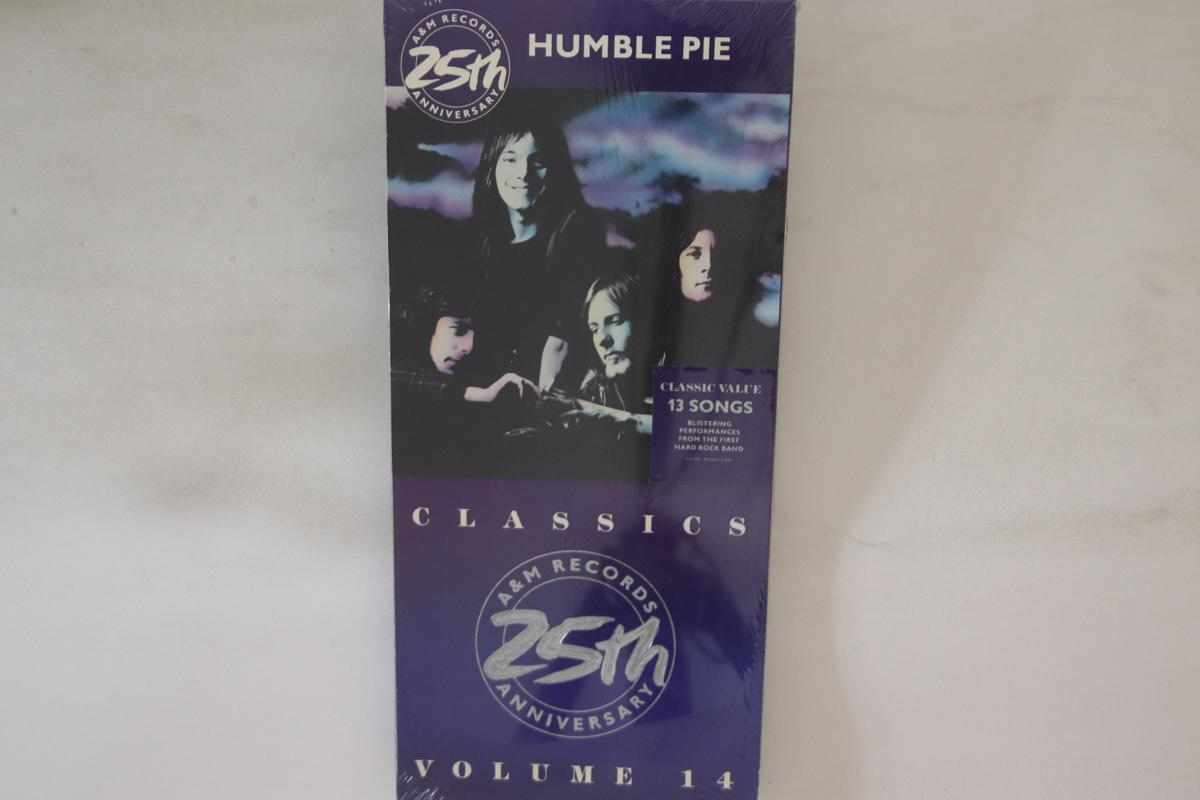 A&M RECORDS
25th
ANNIVERSARY
HUMBLE PIE
CLASSIC VALUE
13 SONGS
BLISTERING
PERFORMANCES
FROM THE FIRST
HARD ROCK BAND
CLASSICS
A&M RECORDS
25th
ANNIVERSARY
VOLUME 14